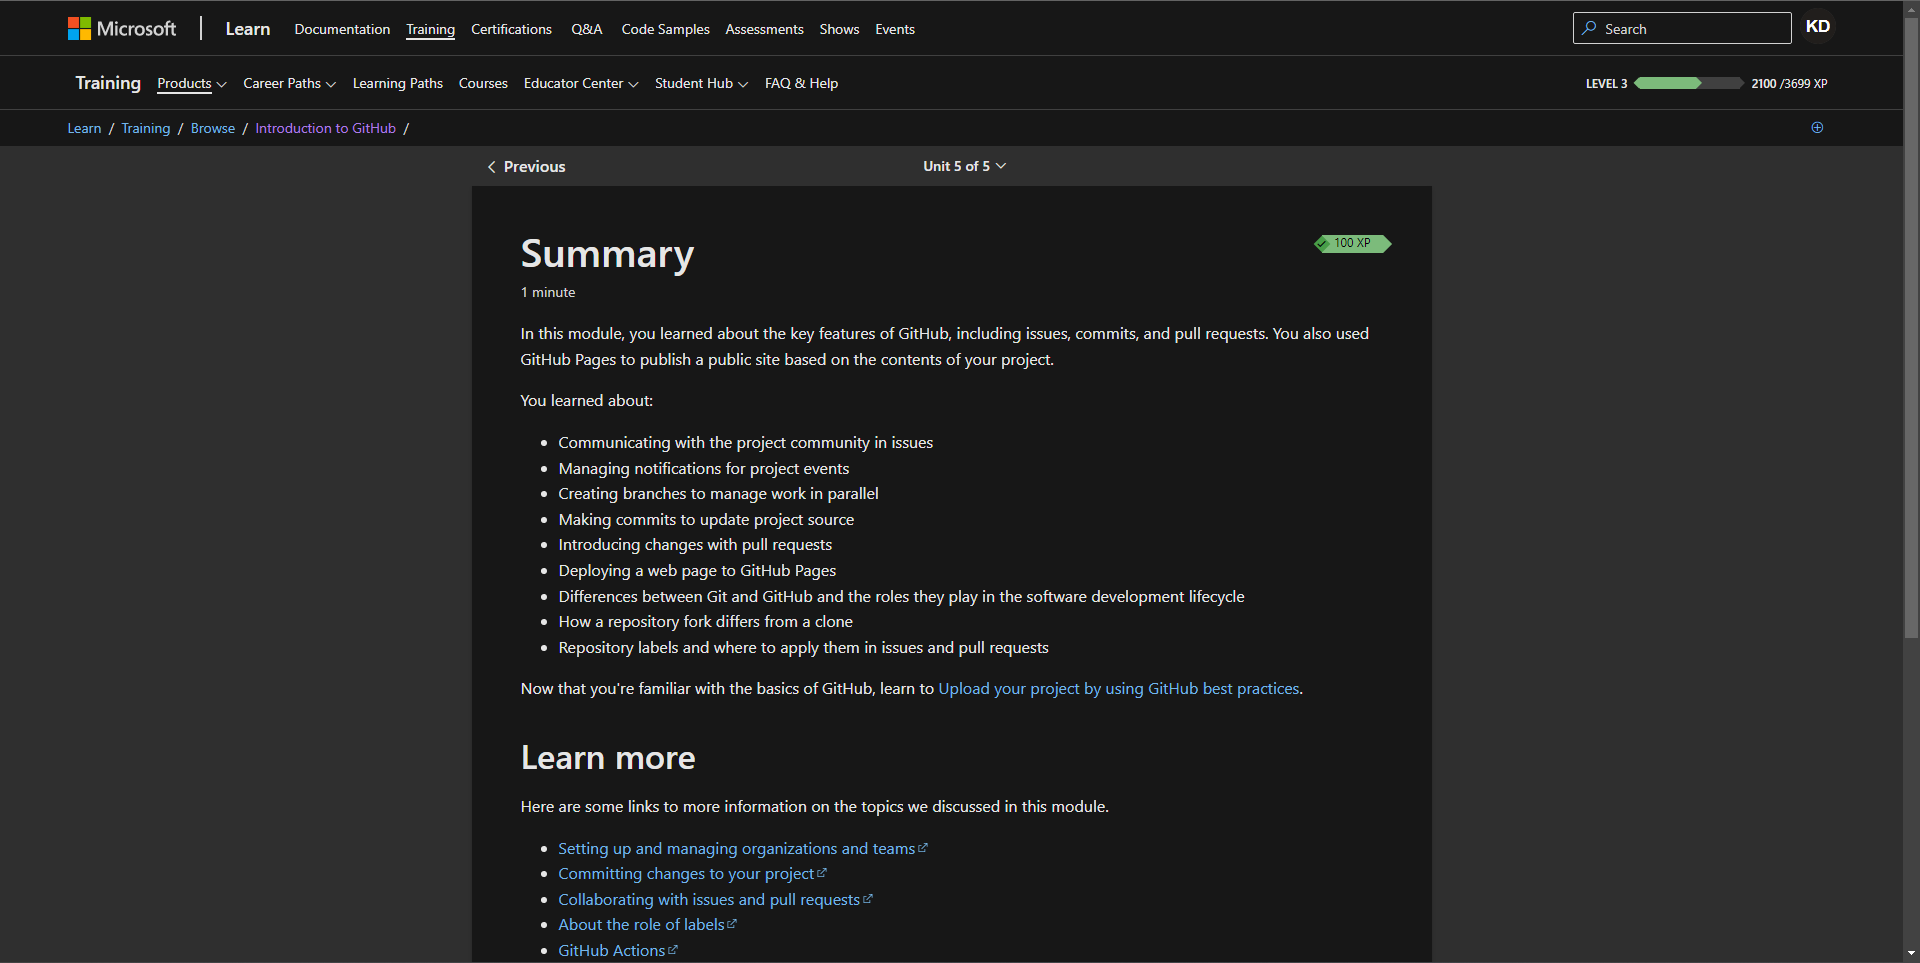 Microsoft Learn Documentation Training Certifications Q&A Code Samples Assessments Shows Events Search KD
Training Products Career Paths Learning Paths Courses Educator Center Student Hub FAQ & Help LEVEL 3 2100 /3699 XP
Learn / Training / Browse / Introduction to GitHub /
Previous Unit 5 of 5
Summary 100 XP
1 minute
In this module, you learned about the key features of GitHub, including issues, commits, and pull requests. You also used
GitHub Pages to publish a public site based on the contents of your project.
You learned about:
• Communicating with the project community in issues
• Managing notifications for project events
• Creating branches to manage work in parallel
• Making commits to update project source
• Introducing changes with pull requests
• Deploying a web page to GitHub Pages
• Differences between Git and GitHub and the roles they play in the software development lifecycle
• How a repository fork differs from a clone
• Repository labels and where to apply them in issues and pull requests
Now that you're familiar with the basics of GitHub, learn to Upload your project by using GitHub best practices.
Learn more
Here are some links to more information on the topics we discussed in this module.
• Setting up and managing organizations and teams
• Committing changes to your project
• Collaborating with issues and pull requests
• About the role of labels
• GitHub Actions